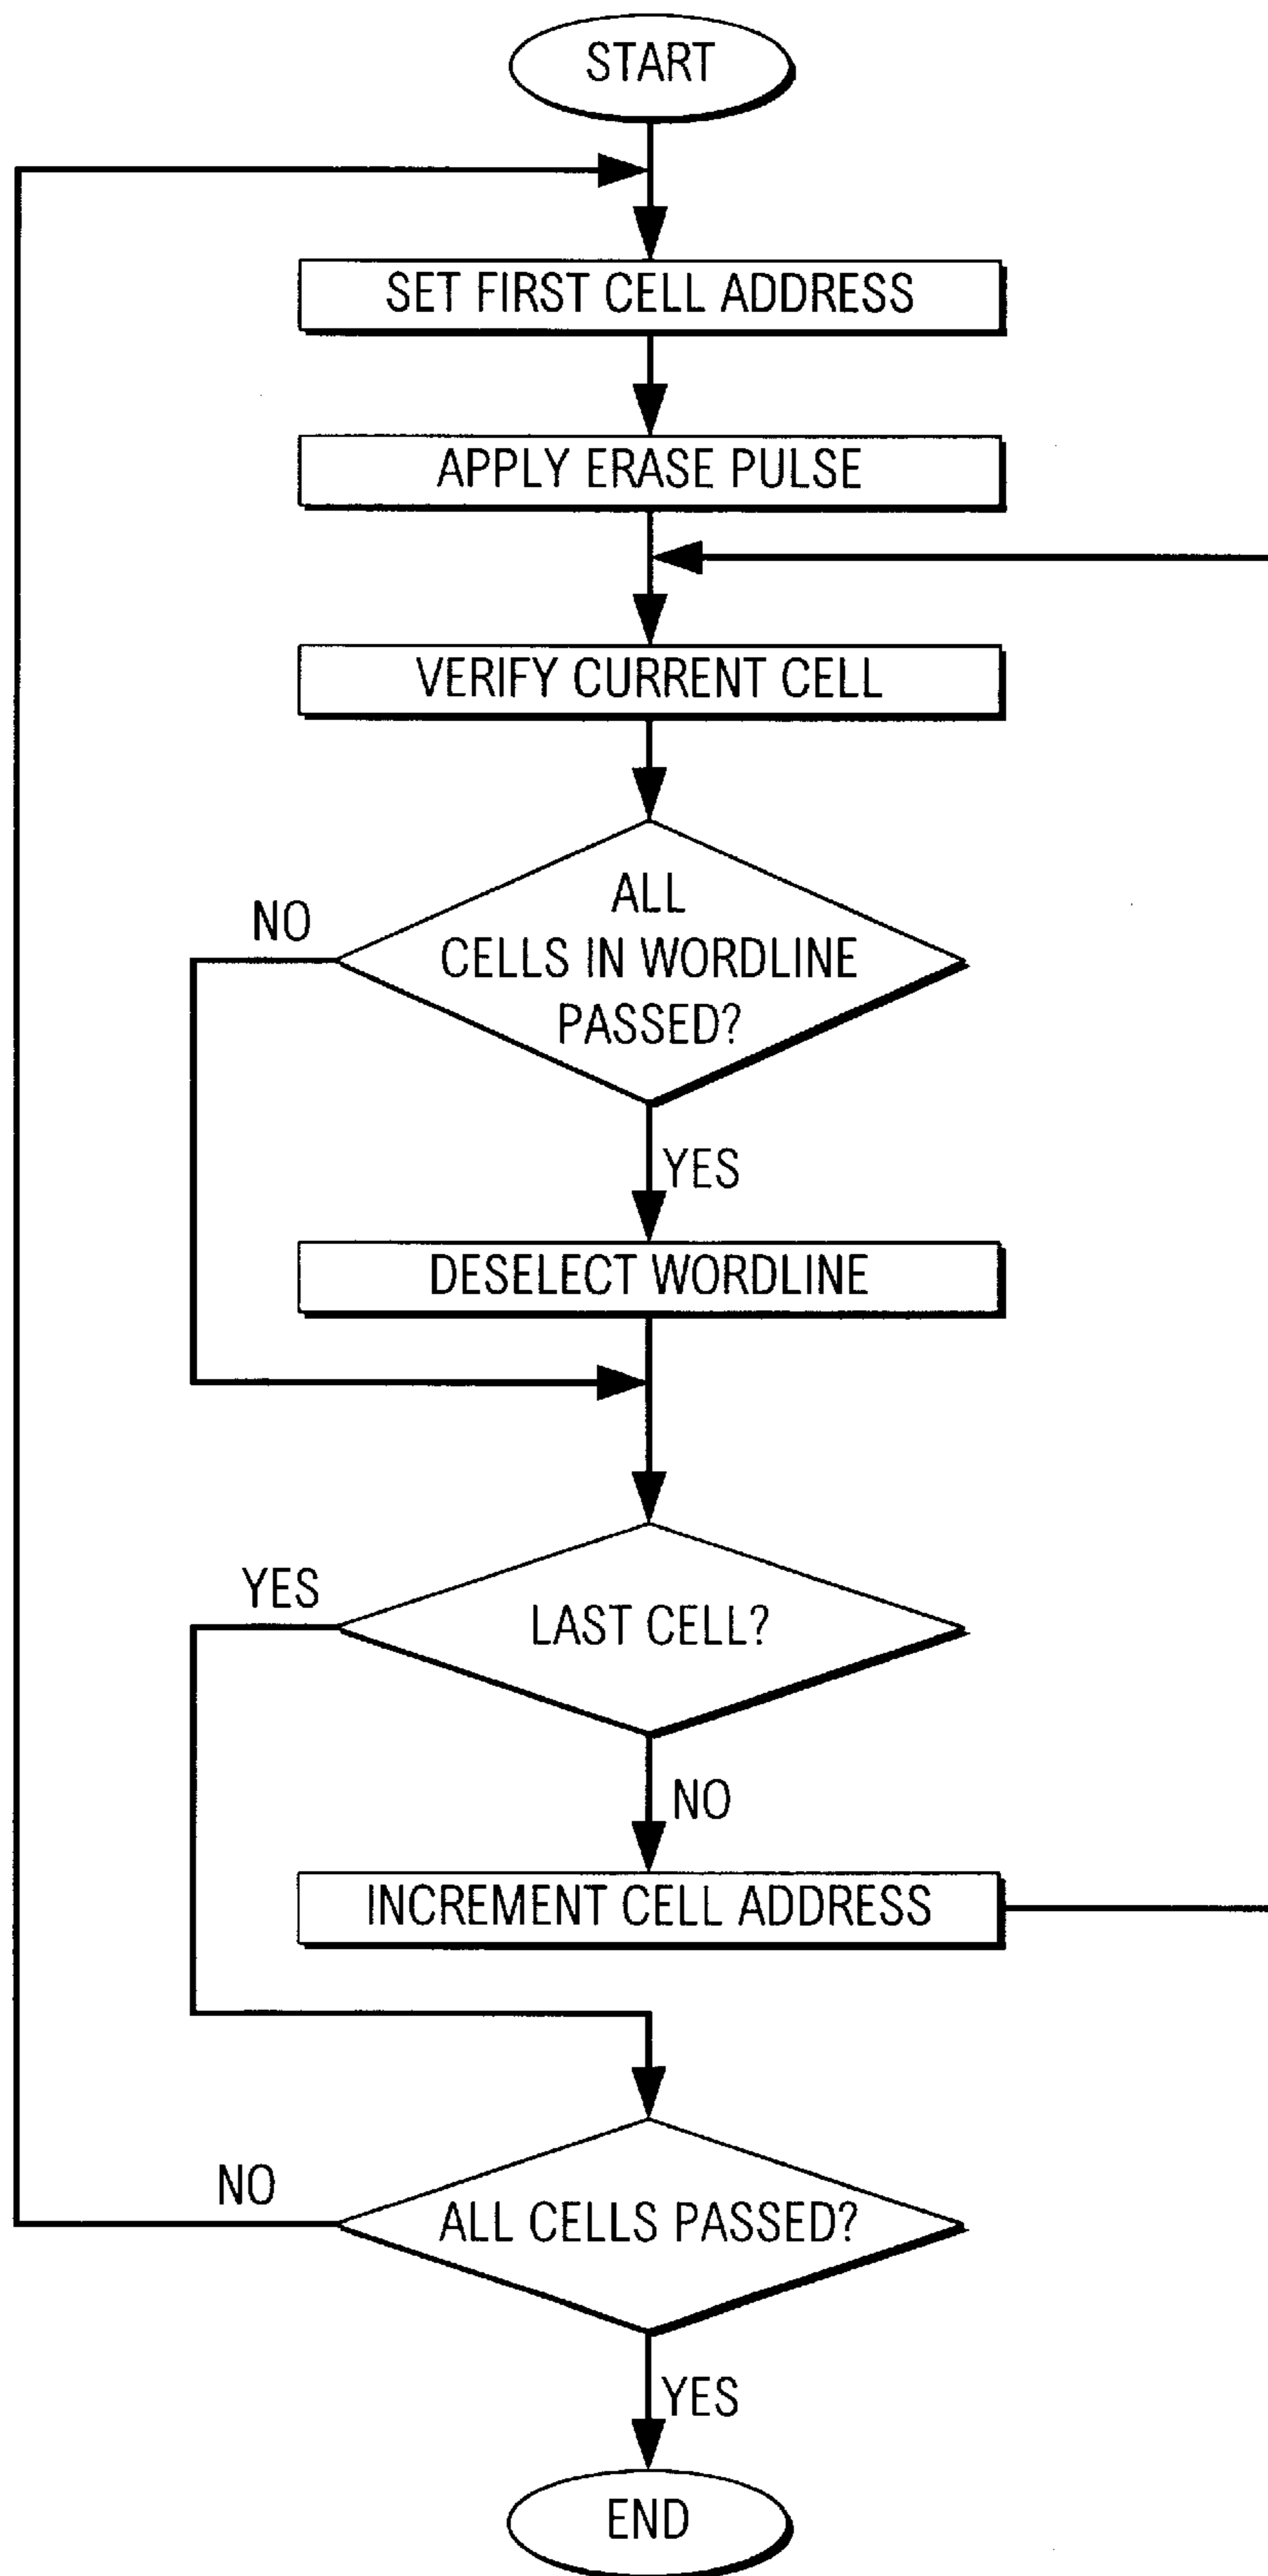 START
SET FIRST CELL ADDRESS
APPLY ERASE PULSE
VERIFY CURRENT CELL
ALL
CELLS IN WORDLINE
PASSED?
NO
YES
DESELECT WORDLINE
LAST CELL?
YES
NO
INCREMENT CELL ADDRESS
ALL CELLS PASSED?
NO
YES
END